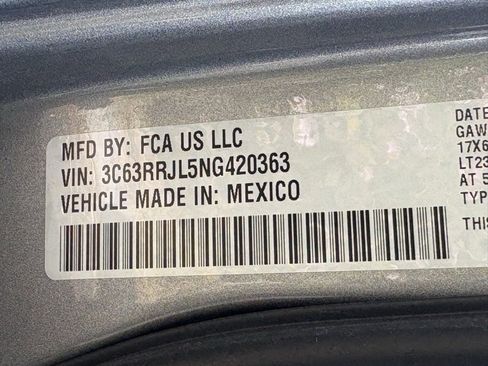 MFD BY: FCA US LLC
VIN: 3C63RRJL5NG420363
VEHICLE MADE IN: MEXICO
DATE
GAW
17X6
LT23
AT 5
TYP
THIS